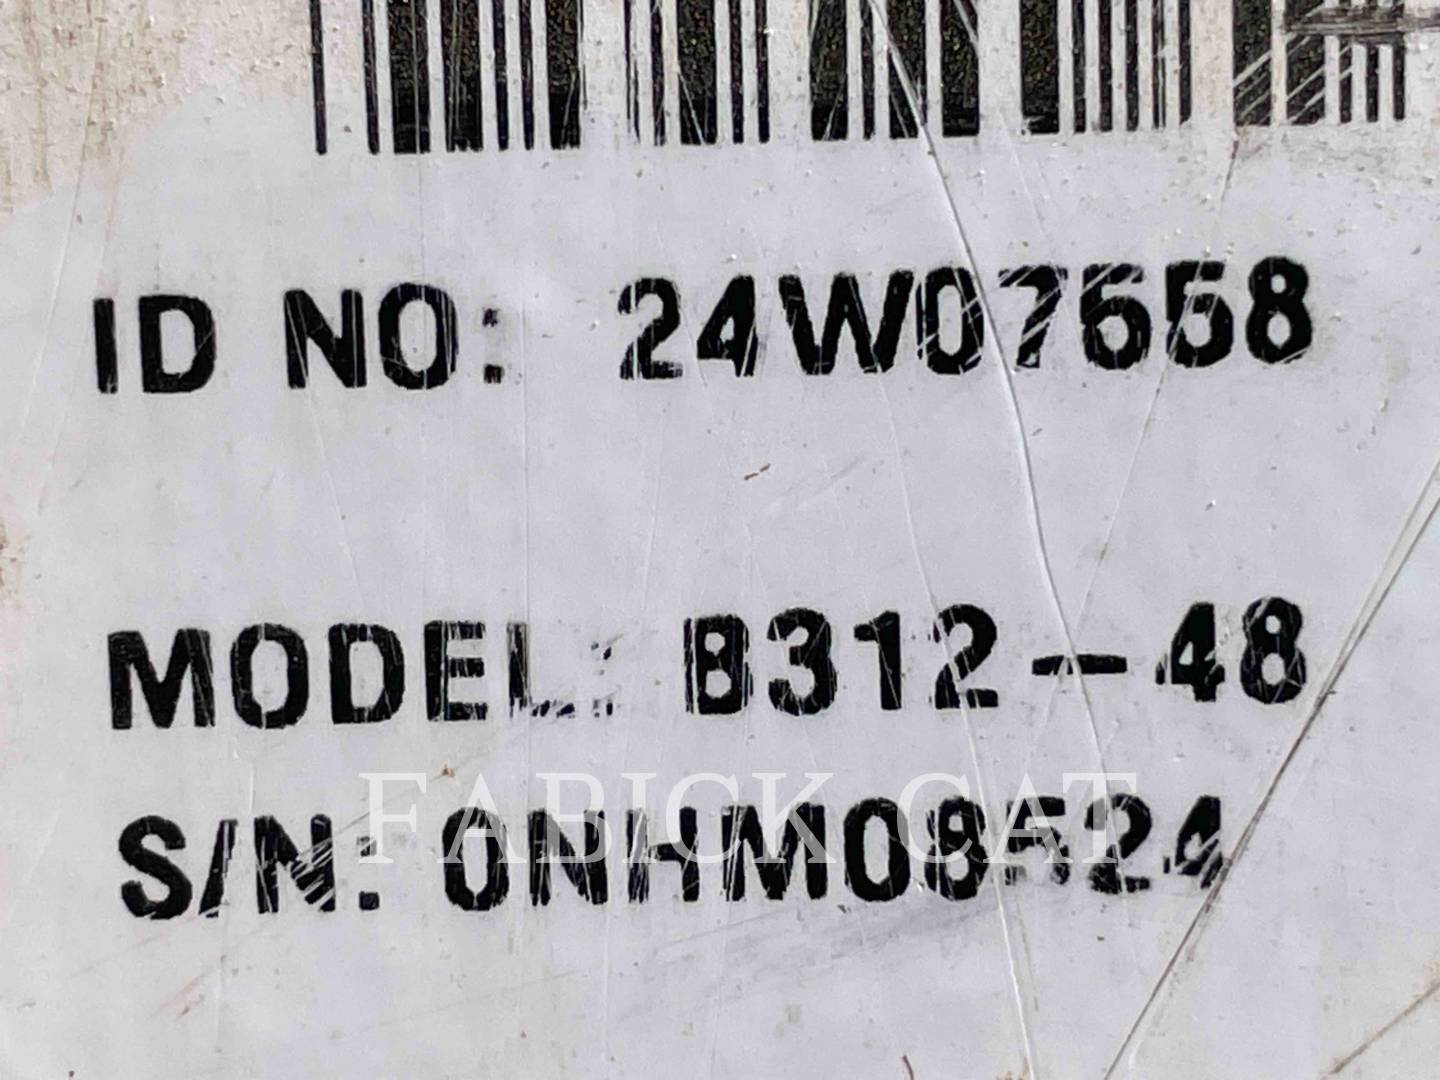 ID NO: 24W07658
MODEL: B312-48
FABICK CAT
S/N: 0NHM08524